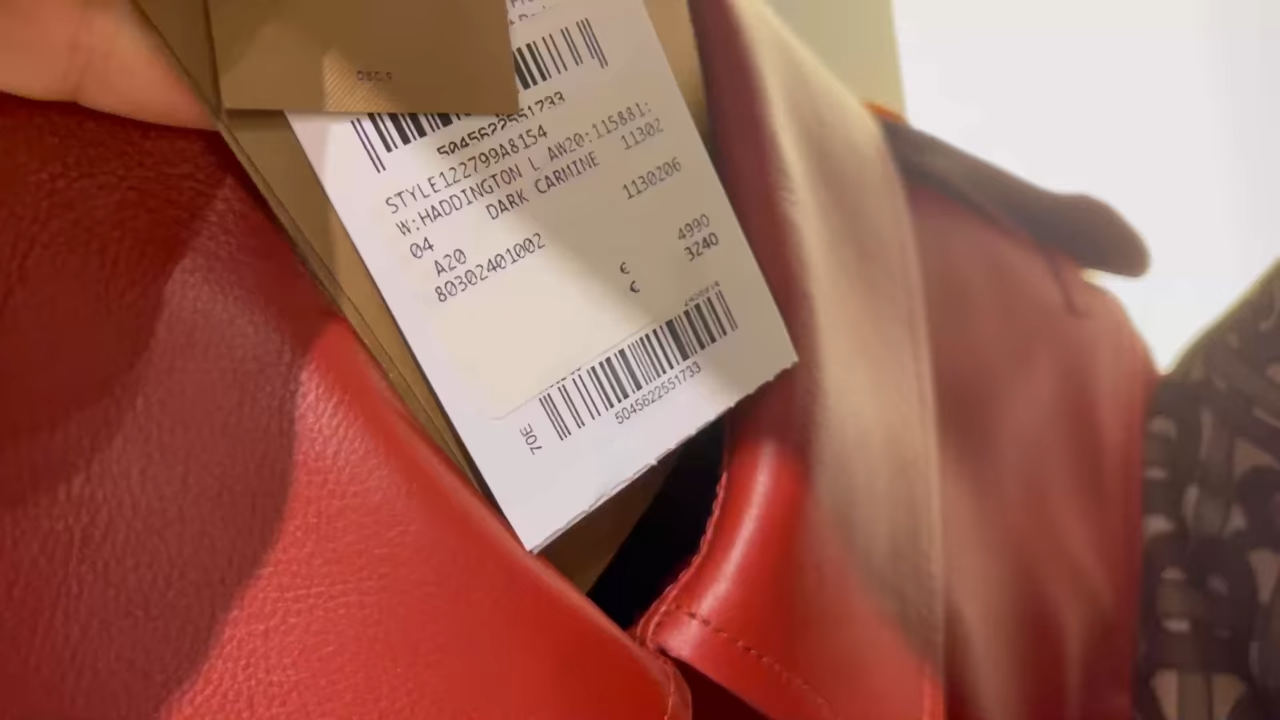 5045622551733
STYLE122799A8154
W:HADDINGTON L AW20:115881:
DARK CARMINE 11302
04 1130206
A20
80302401002
€ 4990
€ 3240
5045622551733
70E